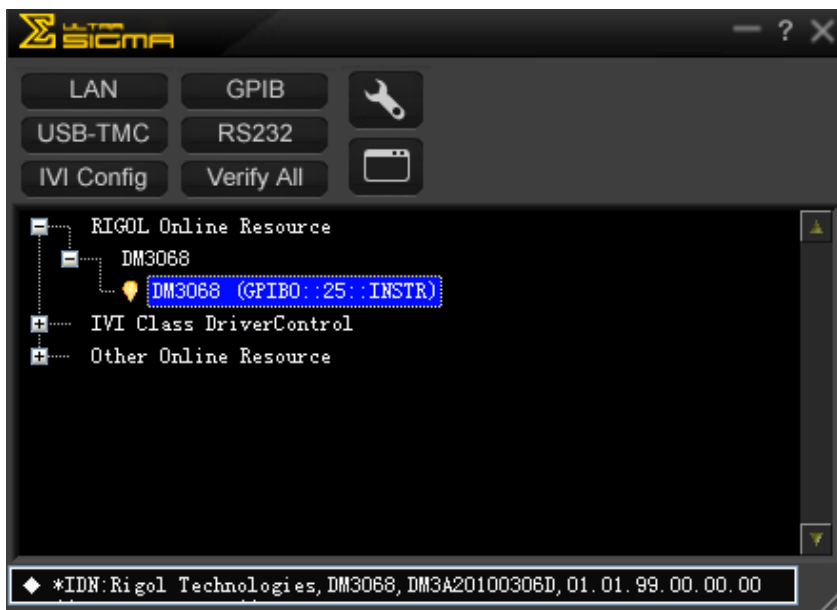 ULTRA
SIGMA
?
LAN GPIB
USB-TMC RS232
IVI Config Verify All
RIGOL Online Resource
DM3068
DM3068 (GPIB0::25::INSTR)
IVI Class DriverControl
Other Online Resource
*IDN:Rigol Technologies,DM3068,DM3A20100306D,01.01.99.00.00.00